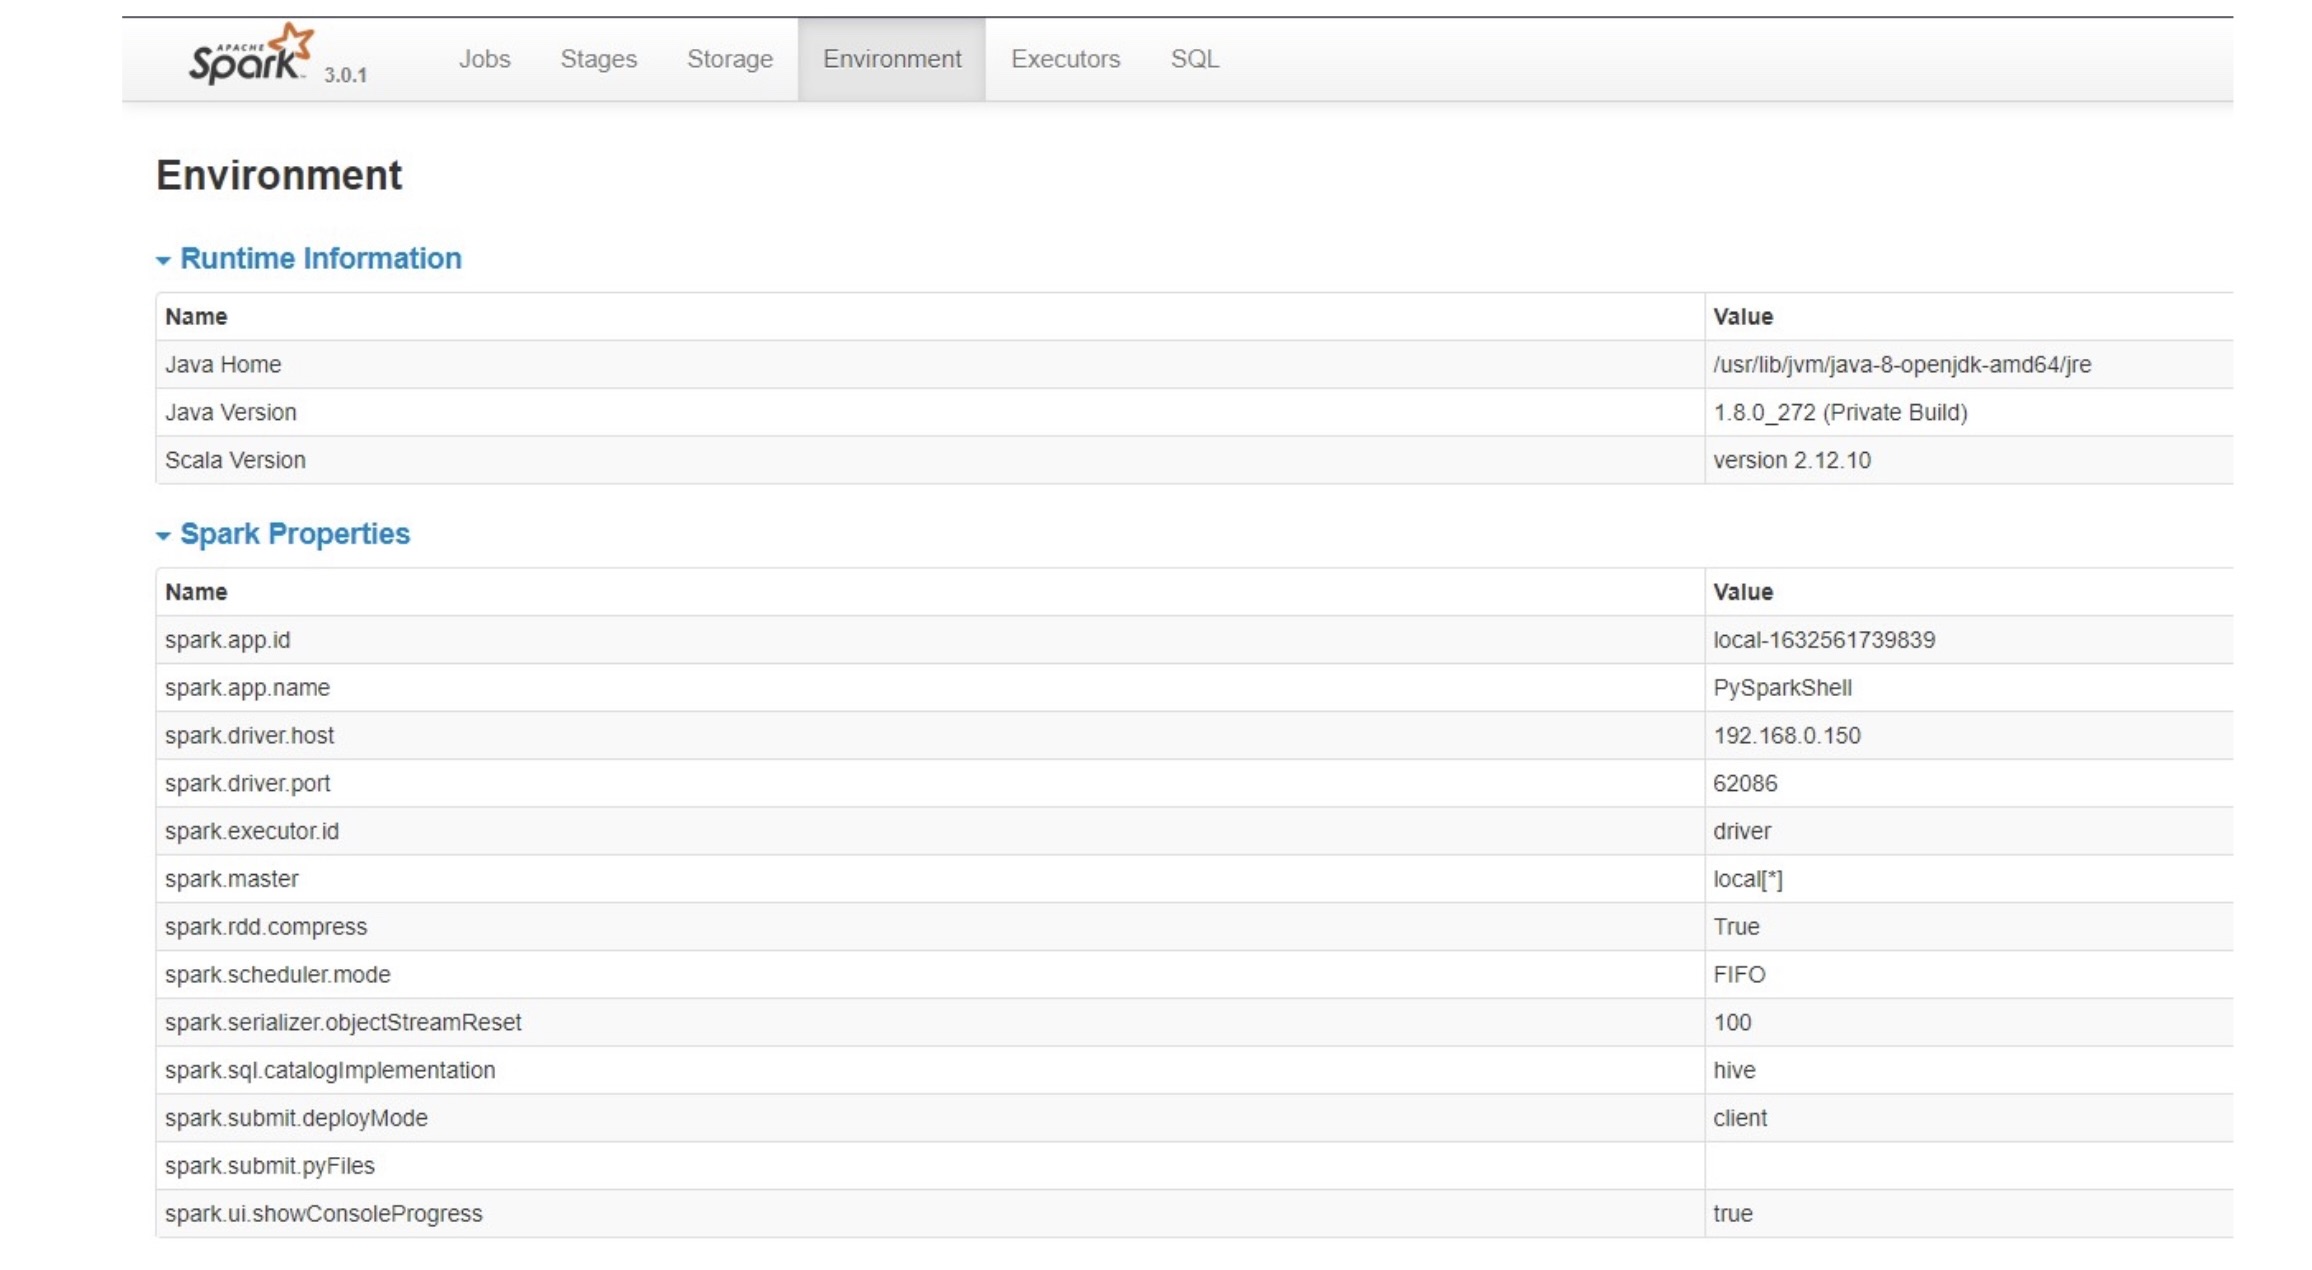 APACHE
Spark 3.0.1 Jobs Stages Storage Environment Executors SQL
Environment
Runtime Information
Name Value
Java Home /usr/lib/jvm/java-8-openjdk-amd64/jre
Java Version 1.8.0_272 (Private Build)
Scala Version version 2.12.10
Spark Properties
Name Value
spark.app.id local-1632561739839
spark.app.name PySparkShell
spark.driver.host 192.168.0.150
spark.driver.port 62086
spark.executor.id driver
spark.master local[*]
spark.rdd.compress True
spark.scheduler.mode FIFO
spark.serializer.objectStreamReset 100
spark.sql.catalogImplementation hive
spark.submit.deployMode client
spark.submit.pyFiles
spark.ui.showConsoleProgress true